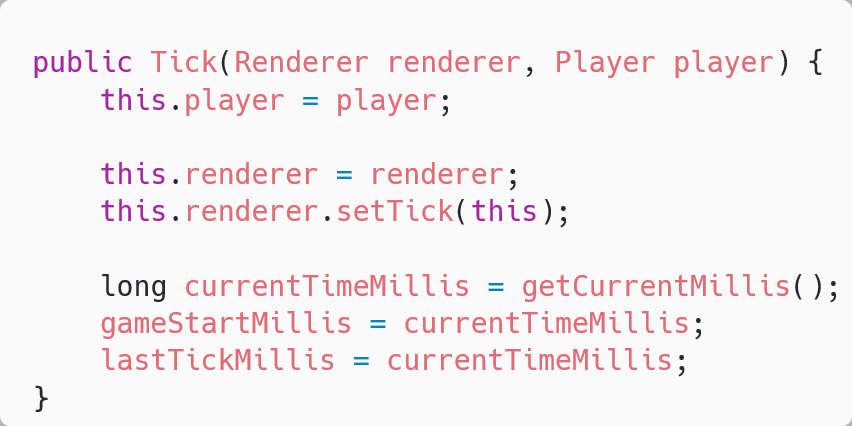 public Tick(Renderer renderer, Player player) {
    this.player = player;

    this.renderer = renderer;
    this.renderer.setTick(this);

    long currentTimeMillis = getCurrentMillis();
    gameStartMillis = currentTimeMillis;
    lastTickMillis = currentTimeMillis;
}